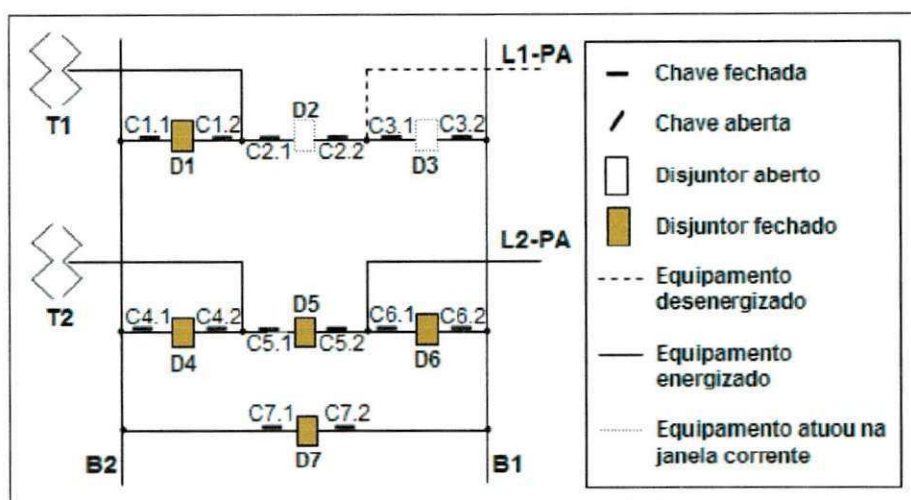 L1-PA
T1
D2
C1.1 C1.2
C3.1 C3.2
C2.1 C2.2
D1
D3
L2-PA
T2
C4.1 C4.2
D5
C6.1 C6.2
C5.1 C5.2
D4
D6
C7.1 C7.2
B2
D7
B1
Chave fechada
Chave aberta
Disjuntor aberto
Disjuntor fechado
Equipamento
desenergizado
Equipamento
energizado
Equipamento atuou na
janela corrente